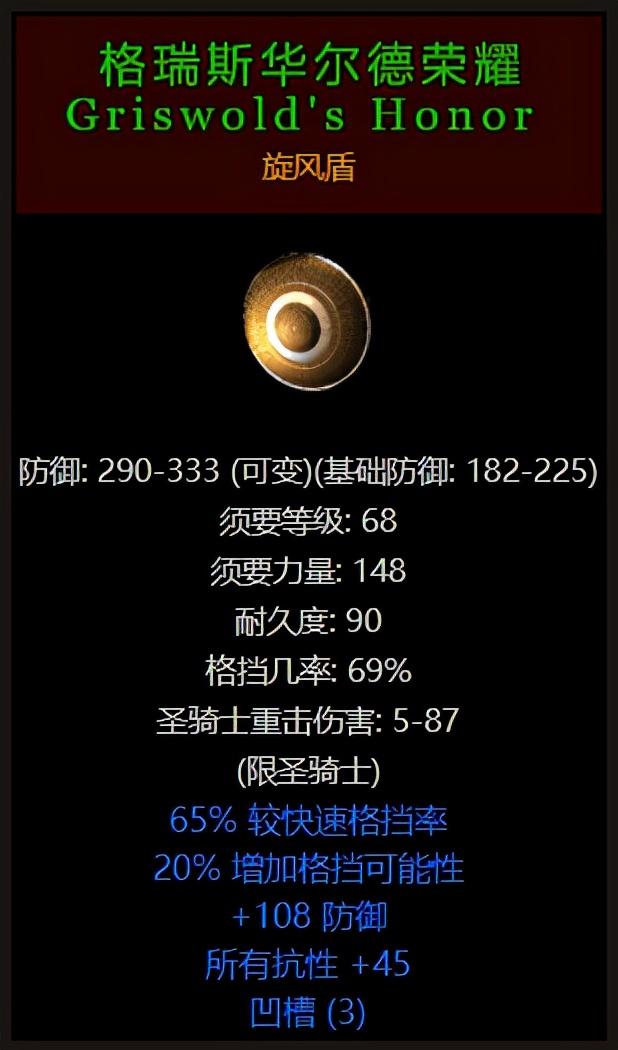 格瑞斯华尔德荣耀
Griswold's Honor
旋风盾
防御: 290-333 (可变)(基础防御: 182-225)
须要等级: 68
须要力量: 148
耐久度: 90
格挡几率: 69%
圣骑士重击伤害: 5-87
(限圣骑士)
65% 较快速格挡率
20% 增加格挡可能性
+108 防御
所有抗性 +45
凹槽 (3)